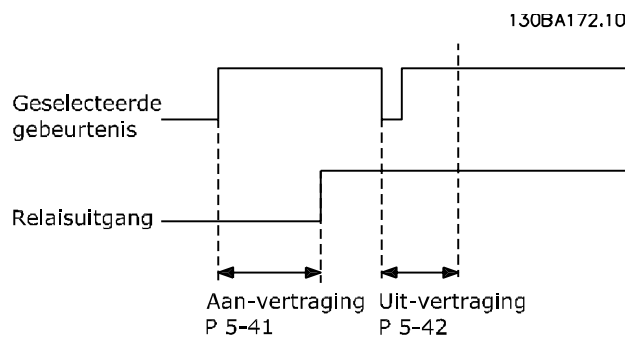 130BA172.10
Geselecteerde
gebeurtenis
Relaisuitgang
Aan-vertraging
P 5-41
Uit-vertraging
P 5-42